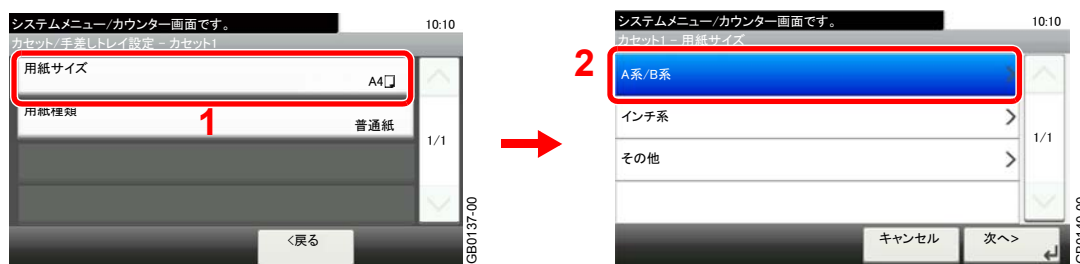 システムメニュー/カウンター画面です。
10:10
カセット/手差しトレイ設定 - カセット1
用紙サイズ
A4
1
用紙種類
普通紙
1/1
<戻る
GB0137-00
システムメニュー/カウンター画面です。
10:10
カセット1 - 用紙サイズ
2
A系/B系
インチ系
1/1
その他
キャンセル
次へ>